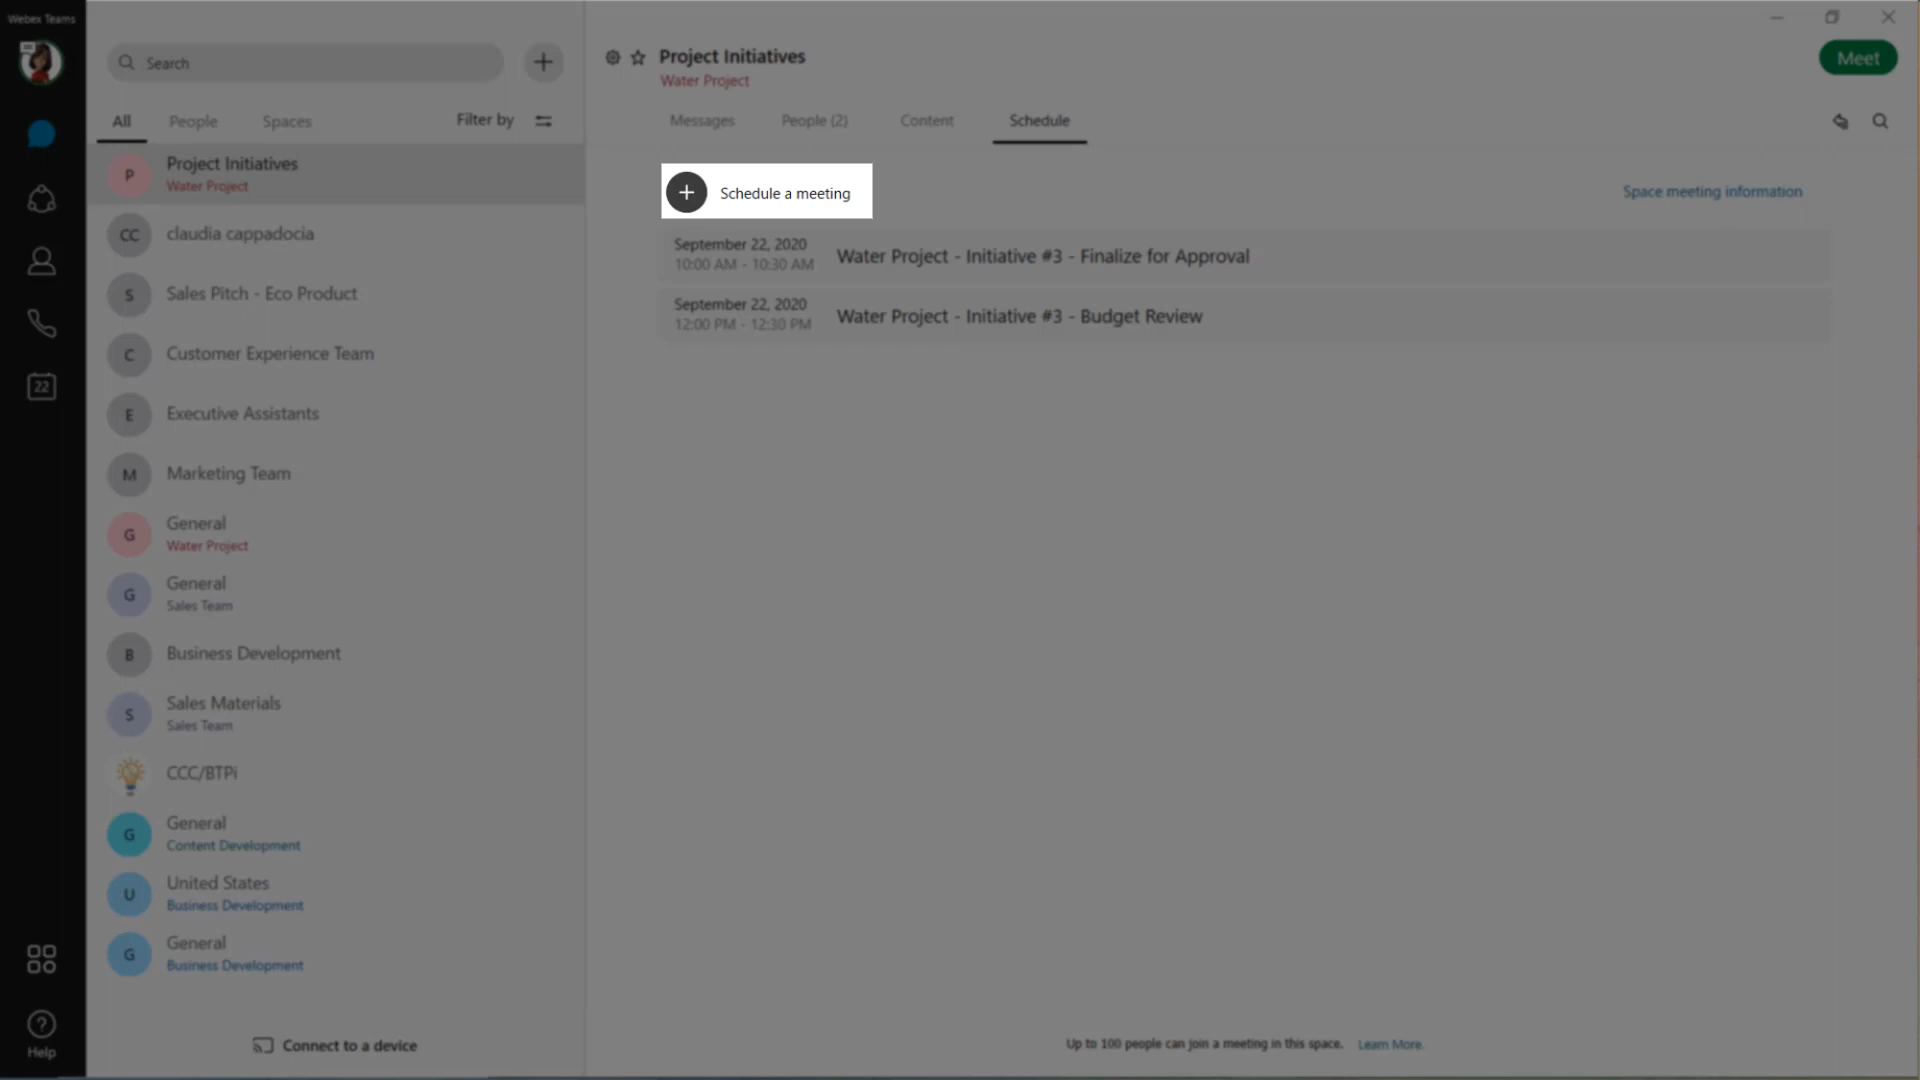 Webex Teams
Search
All
People
Spaces
Filter by
P
Project Initiatives
Water Project
CC
claudia cappadocia
S
Sales Pitch - Eco Product
C
Customer Experience Team
E
Executive Assistants
M
Marketing Team
G
General
Water Project
G
General
Sales Team
B
Business Development
S
Sales Materials
Sales Team
CCC/BTPi
G
General
Content Development
U
United States
Business Development
G
General
Business Development
Connect to a device
22
Help
Project Initiatives
Water Project
Meet
Messages
People (2)
Content
Schedule
Schedule a meeting
Space meeting information
September 22, 2020
10:00 AM - 10:30 AM
Water Project - Initiative #3 - Finalize for Approval
September 22, 2020
12:00 PM - 12:30 PM
Water Project - Initiative #3 - Budget Review
Up to 100 people can join a meeting in this space. Learn More.